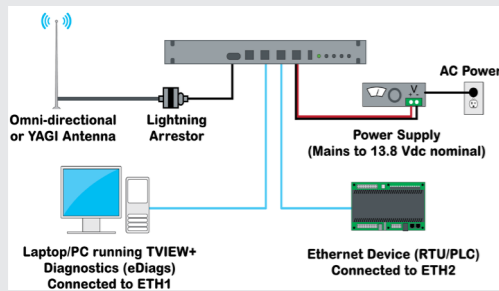 AC Power
V
+ -
Omni-directional
or YAGI Antenna
Lightning
Arrestor
Power Supply
(Mains to 13.8 Vdc nominal)
Laptop/PC running TVIEW+
Diagnostics (eDiags)
Connected to ETH1
Ethernet Device (RTU/PLC)
Connected to ETH2